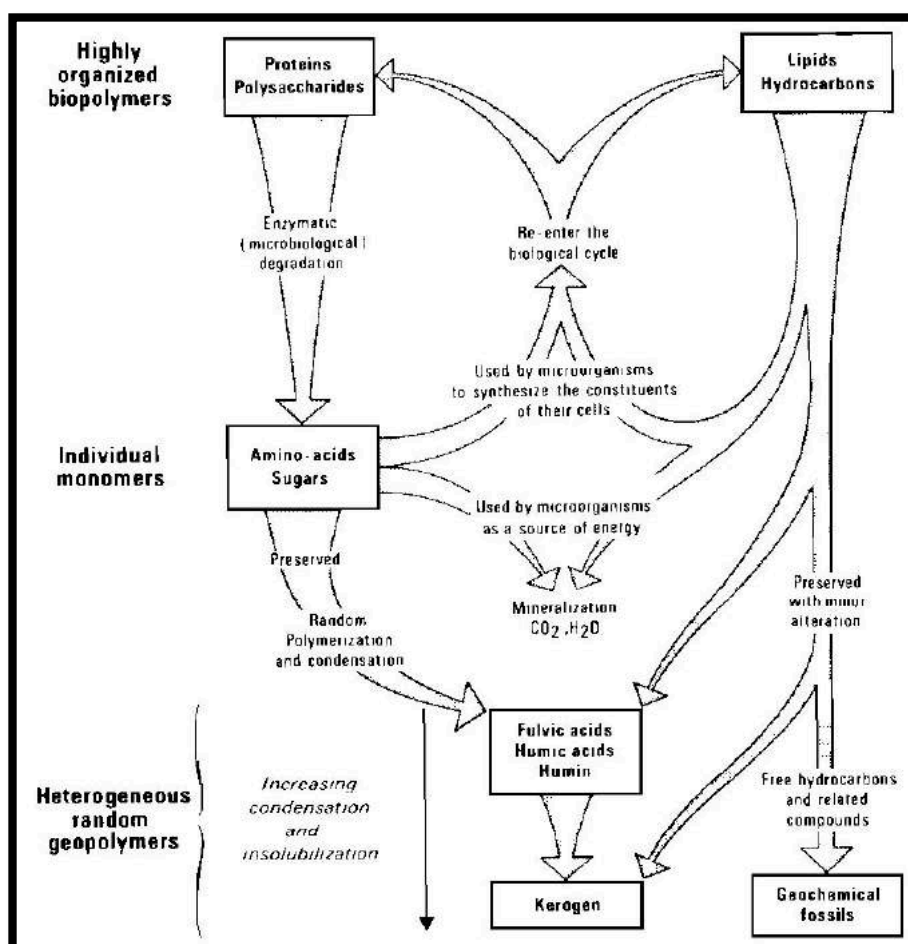 Highly
organized
biopolymers
Proteins
Polysaccharides
Lipids
Hydrocarbons
Enzymatic
(microbiological)
degradation
Re-enter the
biological cycle
Used by microorganisms
to synthesize the constituents
of their cells
Individual
monomers
Amino-acids
Sugars
Used by microorganisms
as a source of energy
Preserved
Mineralization
CO2 ,H2O
Preserved
with minor
alteration
Random
Polymerization
and condensation
Fulvic acids
Humic acids
Humin
Heterogeneous
random
geopolymers
Increasing
condensation
and
insolubilization
Free hydrocarbons
and related
compounds
Kerogen
Geochemical
fossils